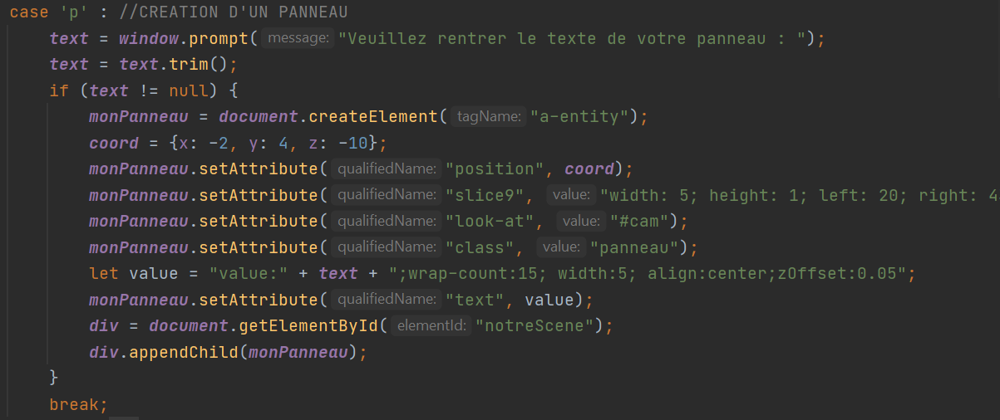 case 'p' : //CREATION D'UN PANNEAU
text = window.prompt( message: "Veuillez rentrer le texte de votre panneau : ");
text = text.trim();
if (text != null) {
monPanneau = document.createElement( tagName: "a-entity");
coord = {x: -2, y: 4, z: -10};
monPanneau.setAttribute( qualifiedName: "position", coord);
monPanneau.setAttribute( qualifiedName: "slice9", value: "width: 5; height: 1; left: 20; right: 4
monPanneau.setAttribute( qualifiedName: "look-at", value: "#cam");
monPanneau.setAttribute( qualifiedName: "class", value: "panneau");
let value = "value:" + text + ";wrap-count:15; width:5; align:center;zOffset:0.05";
monPanneau.setAttribute( qualifiedName: "text", value);
div = document.getElementById( elementId: "notreScene");
div.appendChild(monPanneau);
}
break;